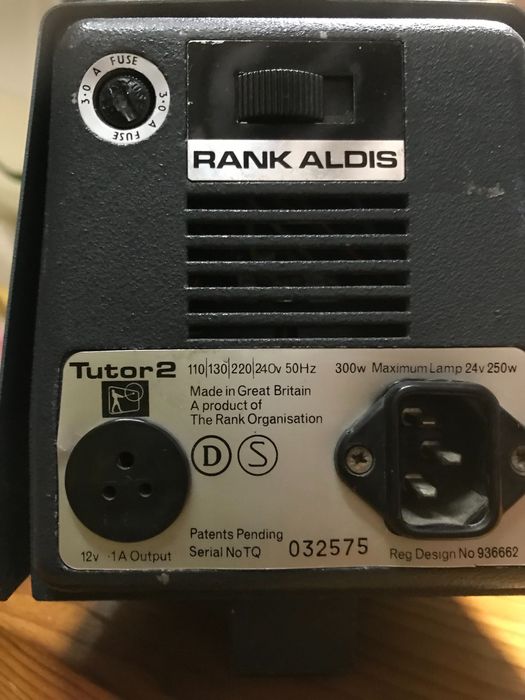 3·0 A FUSE
3·0 A FUSE
RANK ALDIS
Tutor 2
110|130|220|240v 50Hz
300w Maximum Lamp 24v 250w
Made in Great Britain
A product of
The Rank Organisation
D S
12v ·1A Output
Patents Pending
Serial No TQ 032575
Reg Design No 936662